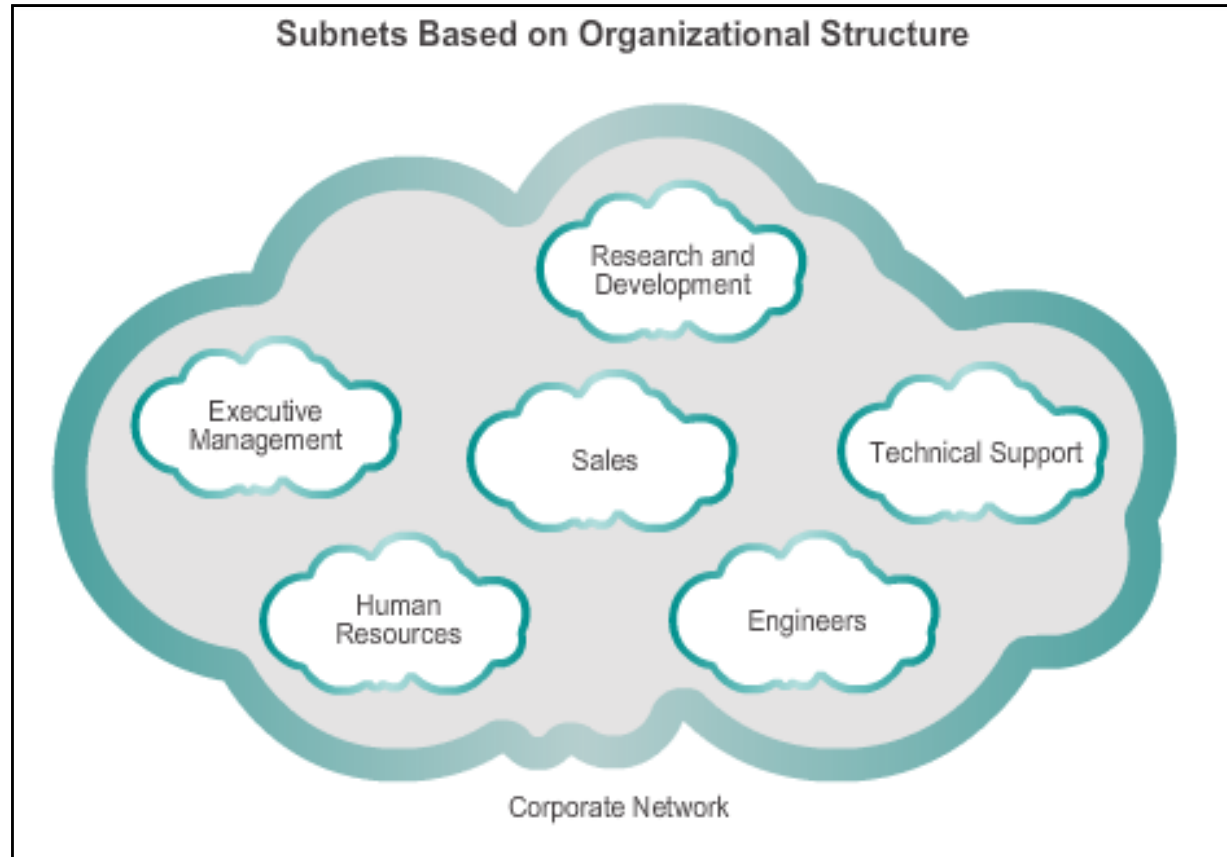 Subnets Based on Organizational Structure
Research and
Development
Executive
Management
Sales
Technical Support
Human
Resources
Engineers
Corporate Network